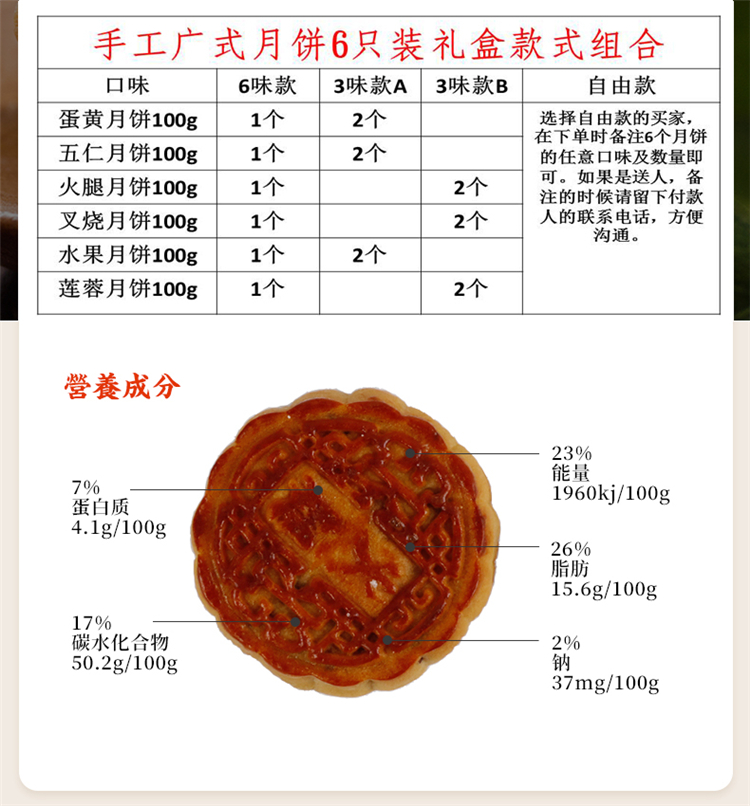 手工广式月饼6只装礼盒款式组合
口味 6味款 3味款A 3味款B 自由款
蛋黄月饼100g 1个 2个
五仁月饼100g 1个 2个
火腿月饼100g 1个 2个
叉烧月饼100g 1个 2个
水果月饼100g 1个 2个
莲蓉月饼100g 1个 2个
选择自由款的买家，
在下单时备注6个月饼
的任意口味及数量即
可。如果是送人，备
注的时候请留下付款
人的联系电话，方便
沟通。
營養成分
7%
蛋白质
4.1g/100g
17%
碳水化合物
50.2g/100g
23%
能量
1960kj/100g
26%
脂肪
15.6g/100g
2%
钠
37mg/100g